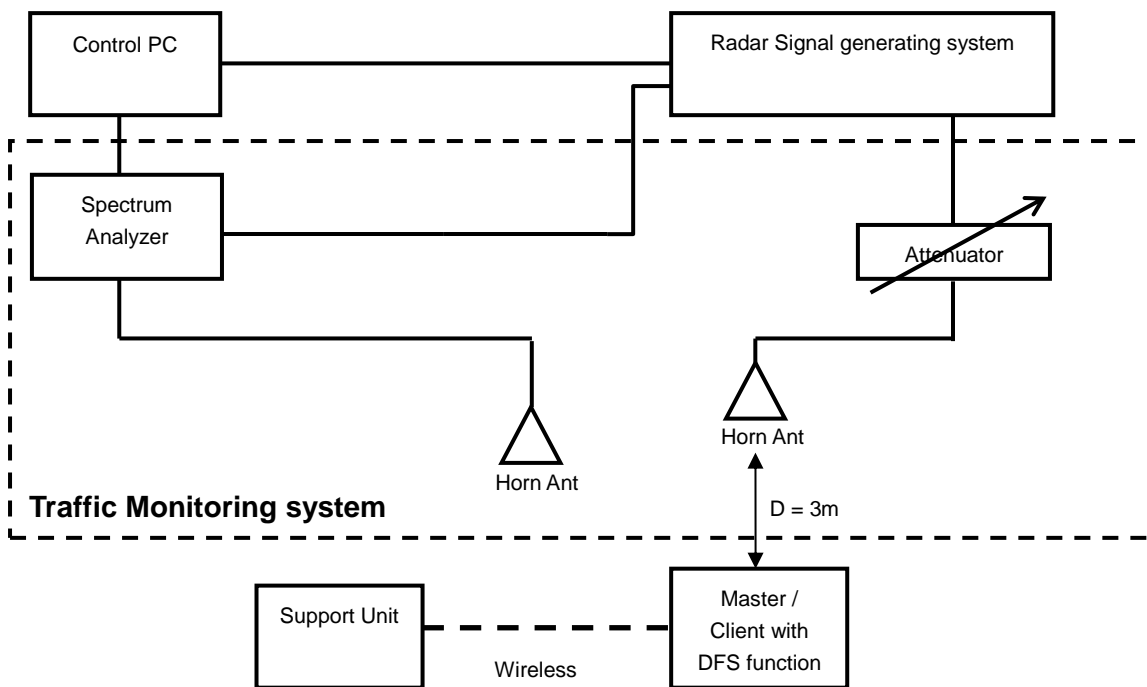 Control PC
Radar Signal generating system
Spectrum
Analyzer
Attenuator
Horn Ant
Horn Ant
Traffic Monitoring system
D = 3m
Support Unit
Wireless
Master /
Client with
DFS function